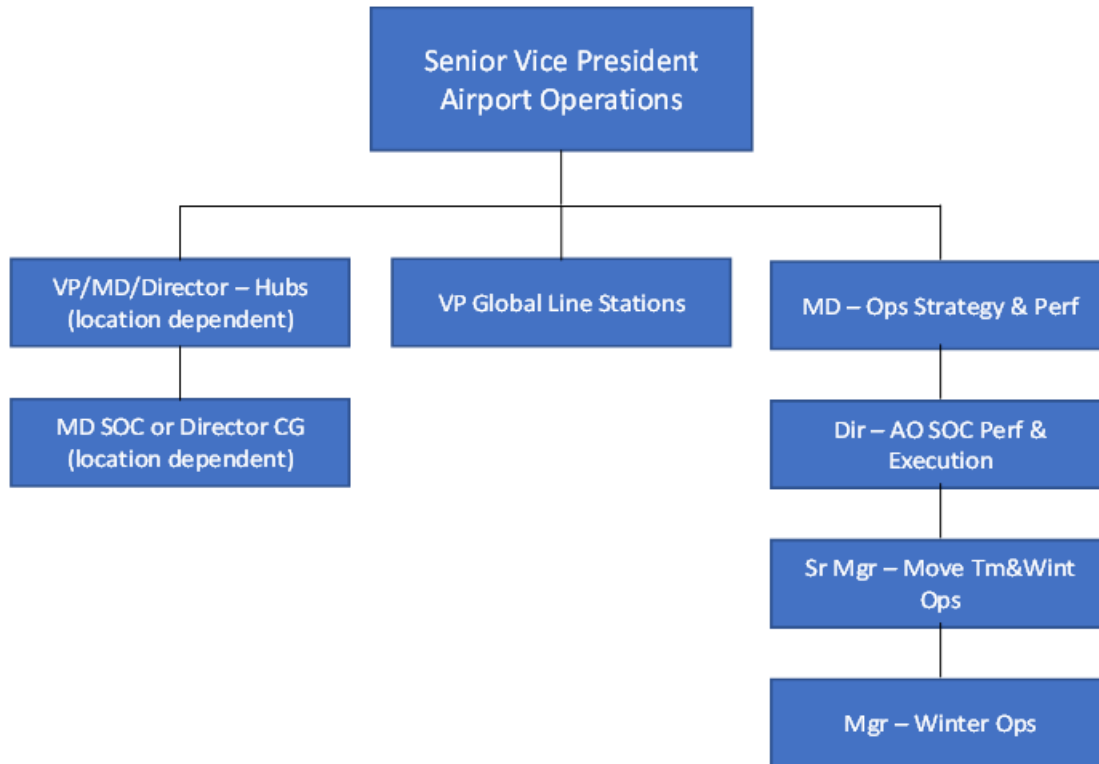 Senior Vice President
Airport Operations
VP/MD/Director – Hubs
(location dependent)
VP Global Line Stations
MD – Ops Strategy & Perf
MD SOC or Director CG
(location dependent)
Dir – AO SOC Perf &
Execution
Sr Mgr – Move Tm&Wint
Ops
Mgr – Winter Ops